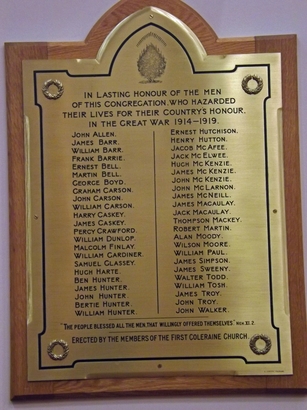 IN LASTING HONOUR OF THE MEN
OF THIS CONGREGATION, WHO HAZARDED
THEIR LIVES FOR THEIR COUNTRY'S HONOUR.
IN THE GREAT WAR 1914-1919.
JOHN ALLEN.
JAMES BARR.
WILLIAM BARR.
FRANK BARRIE.
ERNEST BELL.
MARTIN BELL.
GEORGE BOYD.
GRAHAM CARSON.
JOHN CARSON.
WILLIAM CARSON.
HARRY CASKEY.
JAMES CASKEY.
PERCY CRAWFORD.
WILLIAM DUNLOP.
MALCOLM FINLAY.
WILLIAM GARDINER.
SAMUEL GLASSEY.
HUGH HARTE.
BEN HUNTER.
JAMES HUNTER.
JOHN HUNTER
BERTIE HUNTER.
WILLIAM HUNTER.
ERNEST HUTCHISON.
HENRY HUTTON.
JACOB MCAFEE.
JACK MCELWEE.
HUGH MCKENZIE.
JAMES MCKENZIE.
JOHN MCKENZIE.
JOHN MCLARNON.
JAMES MCNEILL.
JAMES MACAULAY.
JACK MACAULAY.
THOMPSON MACKEY.
ROBERT MARTIN.
ALAN MOODY.
WILSON MOORE.
WILLIAM PAUL.
JAMES SIMPSON.
JAMES SWEENY.
WALTER TODD.
WILLIAM TOSH.
JAMES TROY.
JOHN TROY.
JOHN WALKER.
"THE PEOPLE BLESSED ALL THE MEN, THAT WILLINGLY OFFERED THEMSELVES". NEH. XI. 2.
ERECTED BY THE MEMBERS OF THE FIRST COLERAINE CHURCH.